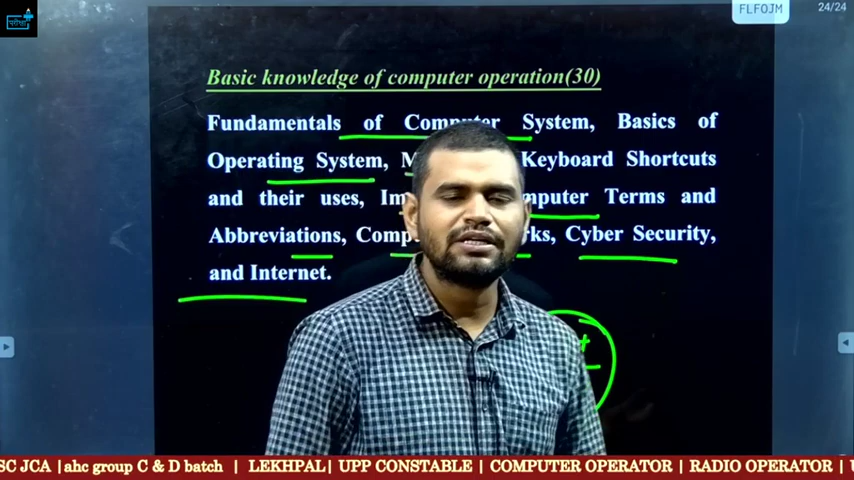 परीक्षा
FLFOJM
24/24
Basic knowledge of computer operation(30)
Fundamentals of Computer System, Basics of
Operating System, Keyboard Shortcuts
and their uses, Terms and
Abbreviations, Cyber Security,
and Internet.
SC JCA | ahc group C & D batch | LEKHPAL | UPP CONSTABLE | COMPUTER OPERATOR | RADIO OPERATOR |